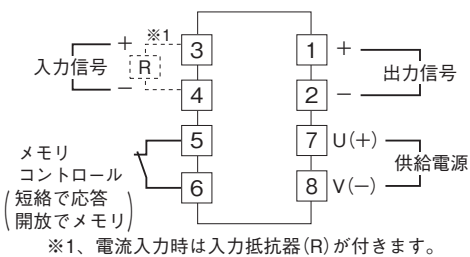 ※1
+ 3 1 +
入力信号 R 出力信号
− 4 2 −
5 7 U(+)
メモリ
コントロール
供給電源
短絡で応答
開放でメモリ
6 8 V(−)
※1、電流入力時は入力抵抗器(R)が付きます。